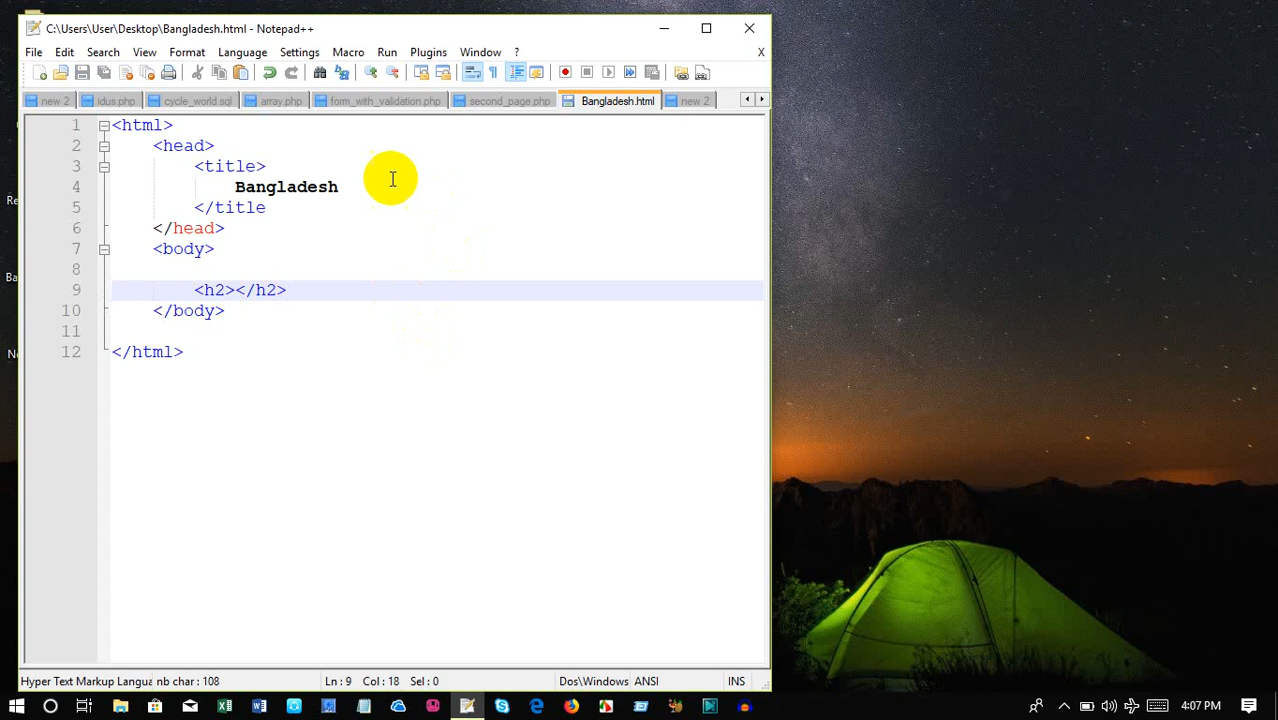 C:\Users\User\Desktop\Bangladesh.html - Notepad++
File Edit Search View Format Encoding Language Settings Macro Run Plugins Window ? X
new 2 idus.php cycle_world.sql array.php form_with_validation.php second_page.php Bangladesh.html new 2
1 <html>
2 <head>
3 <title>
4 Bangladesh
5 </title
6 </head>
7 <body>
8
9 <h2></h2>
10 </body>
11
12 </html>
Hyper Text Markup Langua nb char : 108 Ln : 9 Col : 18 Sel : 0 Dos\Windows ANSI INS
4:07 PM